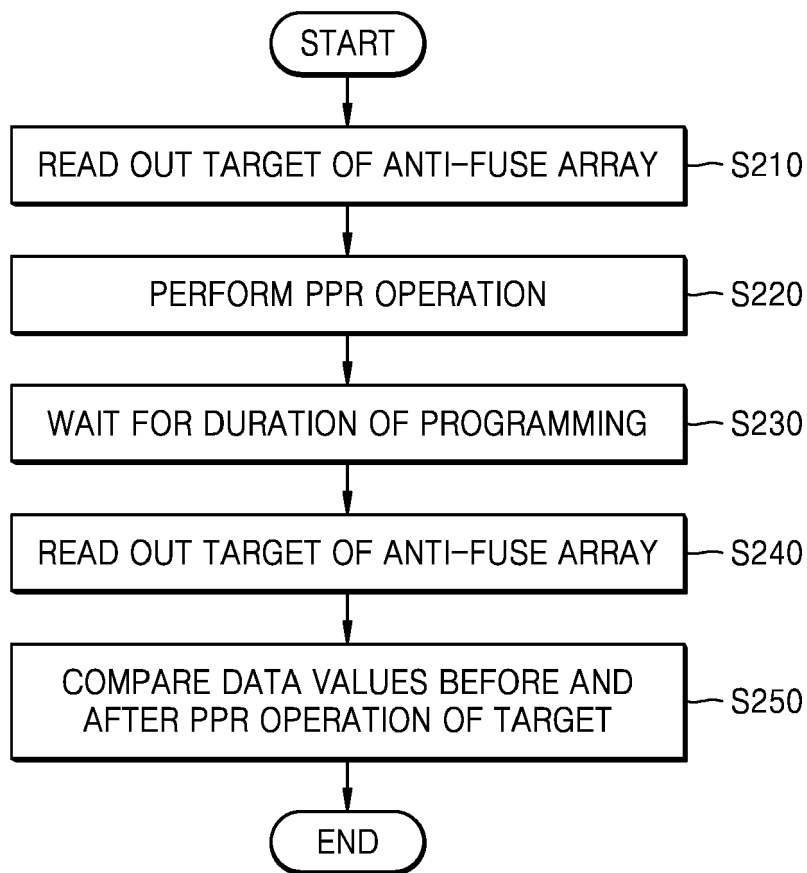 START
READ OUT TARGET OF ANTI-FUSE ARRAY
S210
PERFORM PPR OPERATION
S220
WAIT FOR DURATION OF PROGRAMMING
S230
READ OUT TARGET OF ANTI-FUSE ARRAY
S240
COMPARE DATA VALUES BEFORE AND
AFTER PPR OPERATION OF TARGET
S250
END